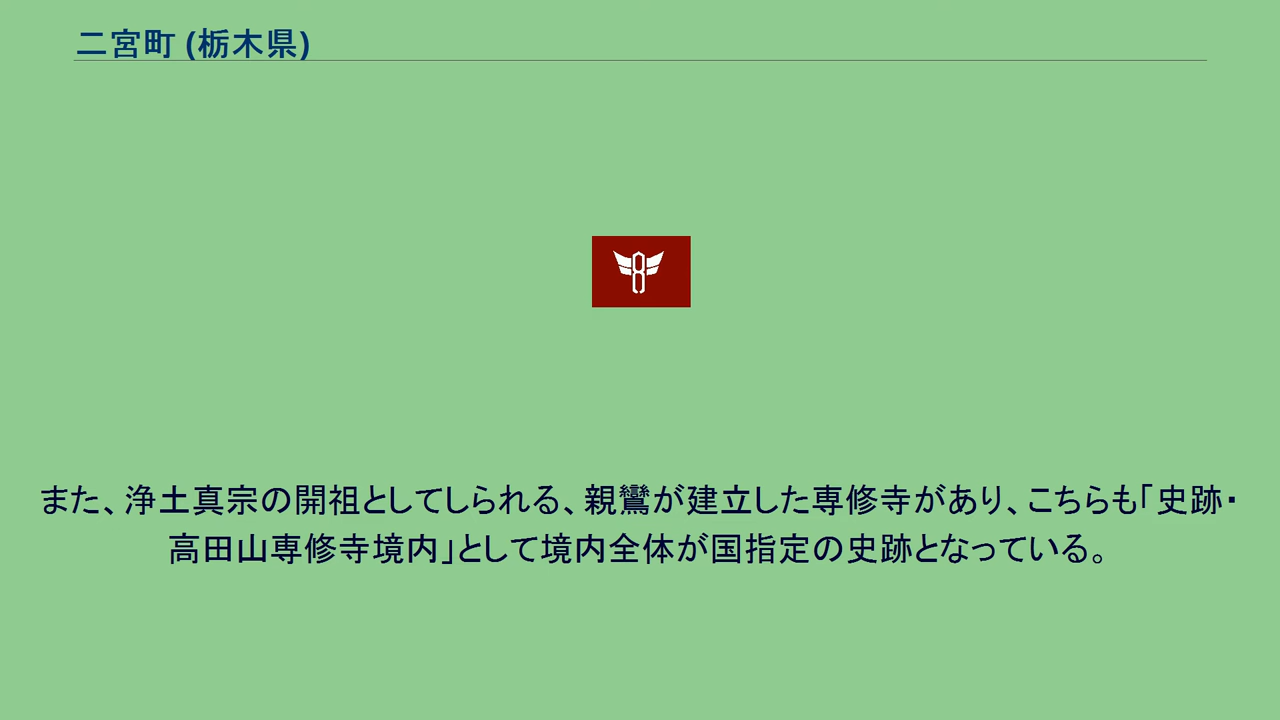 二宮町 (栃木県)
また、浄土真宗の開祖としてしられる、親鸞が建立した専修寺があり、こちらも「史跡・
高田山専修寺境内」として境内全体が国指定の史跡となっている。